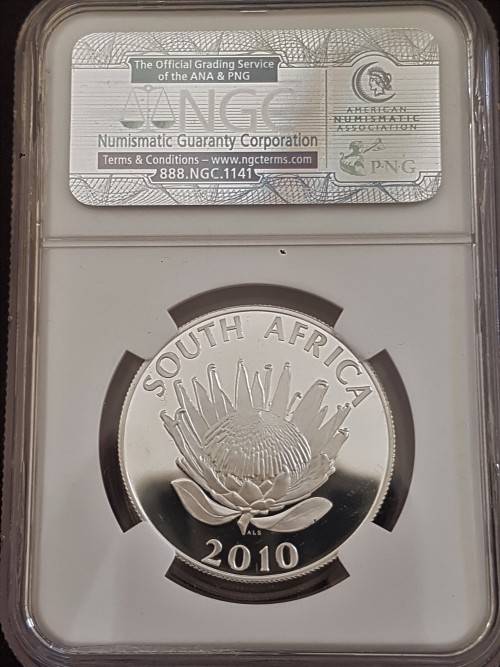 The Official Grading Service
of the ANA & PNG
NGC
Numismatic Guaranty Corporation
Terms & Conditions – www.ngcterms.com
888.NGC.1141
AMERICAN
NUMISMATIC
ASSOCIATION
P·N·G
SOUTH AFRICA
ALS
2010